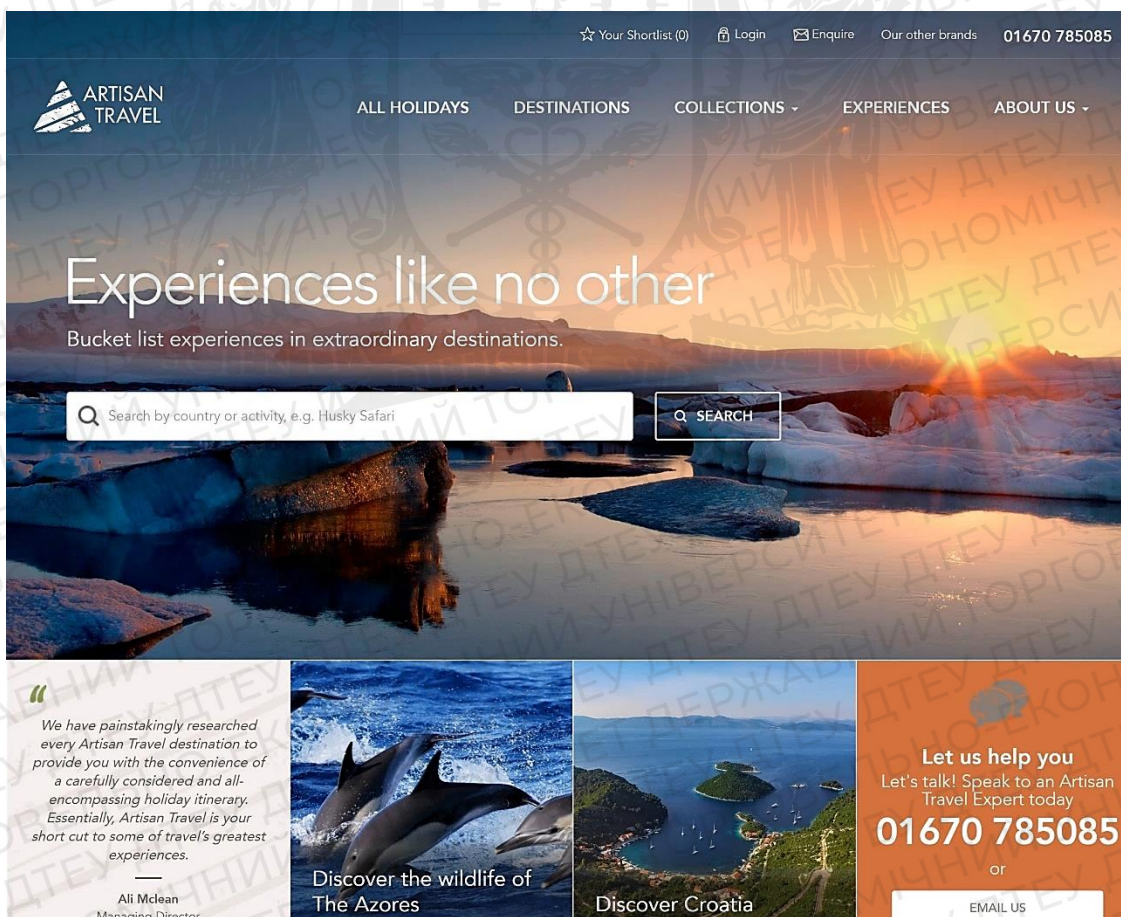 Your Shortlist (0) Login Enquire Our other brands 01670 785085
ARTISAN
TRAVEL
ALL HOLIDAYS DESTINATIONS COLLECTIONS EXPERIENCES ABOUT US
Experiences like no other
Bucket list experiences in extraordinary destinations.
Search by country or activity, e.g. Husky Safari
SEARCH
We have painstakingly researched
every Artisan Travel destination to
provide you with the convenience of
a carefully considered and all-
encompassing holiday itinerary.
Essentially, Artisan Travel is your
short cut to some of travel's greatest
experiences.
Ali Mclean
Managing Director
Discover the wildlife of
The Azores
Discover Croatia
Let us help you
Let's talk! Speak to an Artisan
Travel Expert today
01670 785085
or
EMAIL US